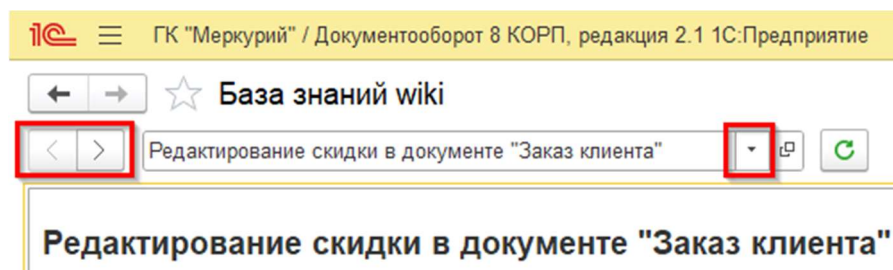 1С ГК "Меркурий" / Документооборот 8 КОРП, редакция 2.1 1С:Предприятие
База знаний wiki
Редактирование скидки в документе "Заказ клиента"
Редактирование скидки в документе "Заказ клиента"